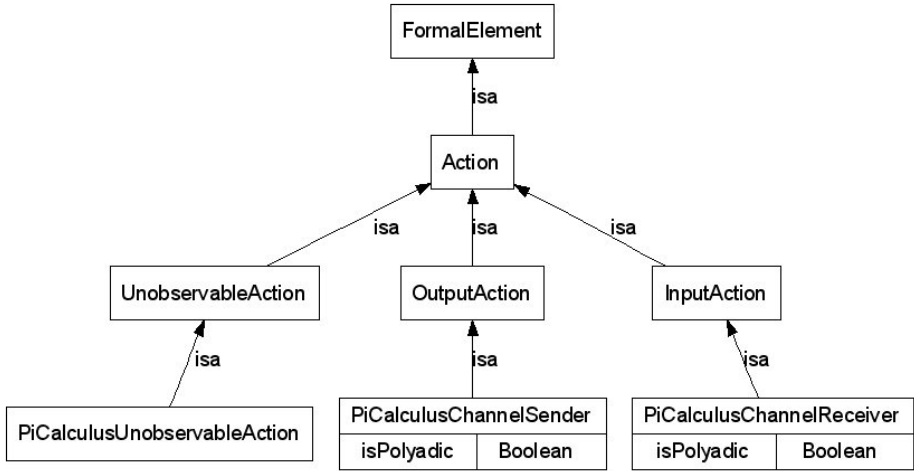 FormalElement
isa
Action
isa
isa
isa
UnobservableAction
OutputAction
InputAction
isa
isa
isa
PiCalculusUnobservableAction
PiCalculusChannelSender
isPolyadic
Boolean
PiCalculusChannelReceiver
isPolyadic
Boolean